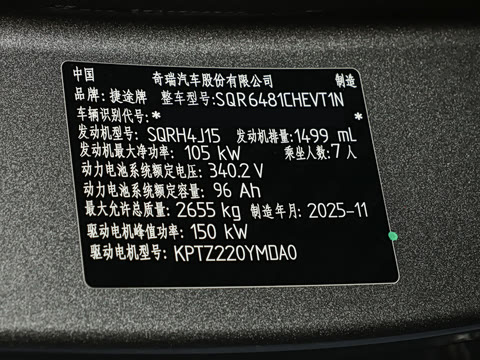 中国 奇瑞汽车股份有限公司 制造
品牌: 捷途牌 整车型号: SQR6481CHEVT1N
车辆识别代号: * *
发动机型号: SQRH4J15 发动机排量: 1499 mL
发动机最大净功率: 105 kW 乘坐人数: 7 人
动力电池系统额定电压: 340.2 V
动力电池系统额定容量: 96 Ah
最大允许总质量: 2655 kg 制造年月: 2025-11
驱动电机峰值功率: 150 kW
驱动电机型号: KPTZ220YMDA0